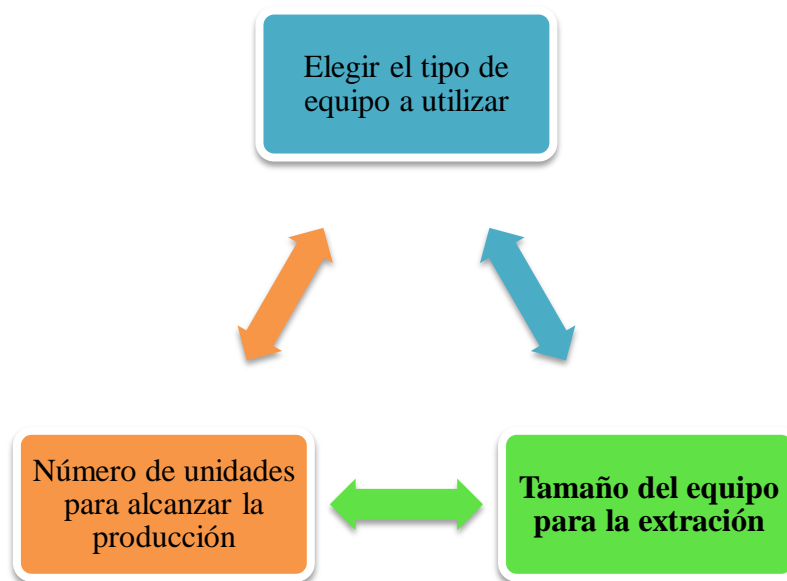 Elegir el tipo de
equipo a utilizar
Número de unidades
para alcanzar la
producción
Tamaño del equipo
para la extración